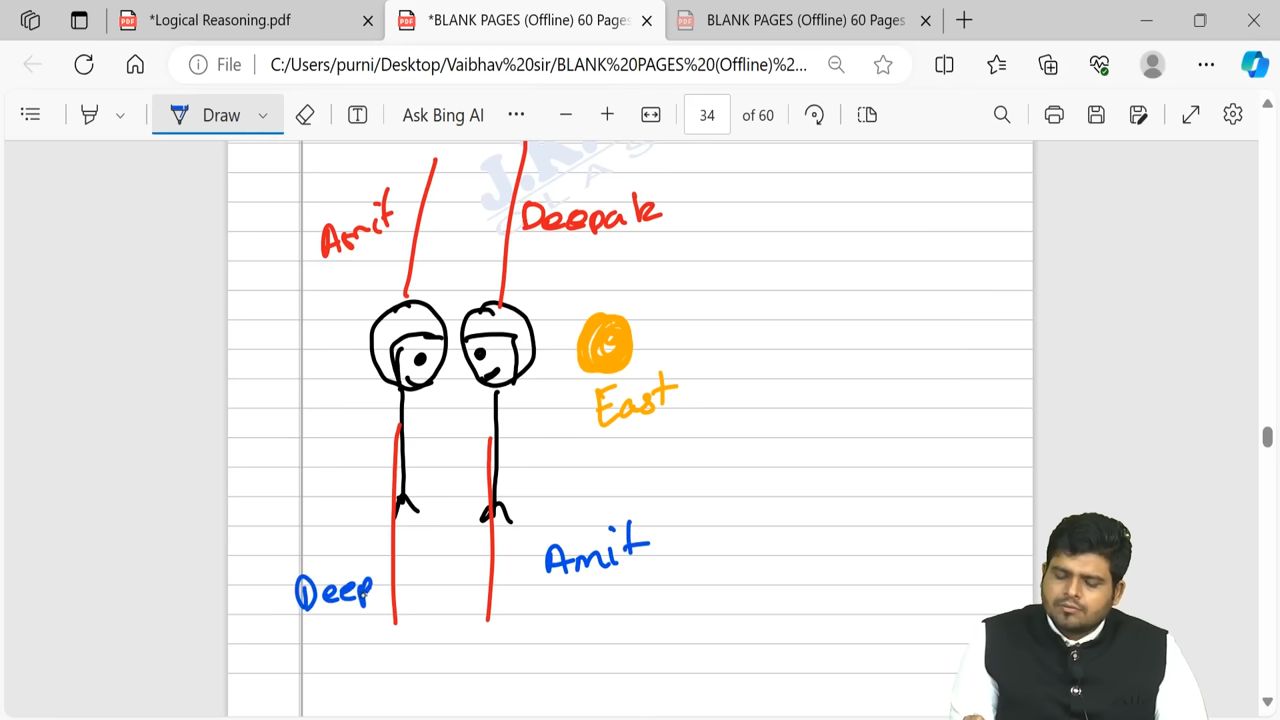 *Logical Reasoning.pdf
*BLANK PAGES (Offline) 60 Pages
BLANK PAGES (Offline) 60 Pages
File
C:/Users/purni/Desktop/Vaibhav%20sir/BLANK%20PAGES%20(Offline)%2...
Draw
Ask Bing AI
34
of 60
J.K.
Amit
Deepak
East
Amit
Deep